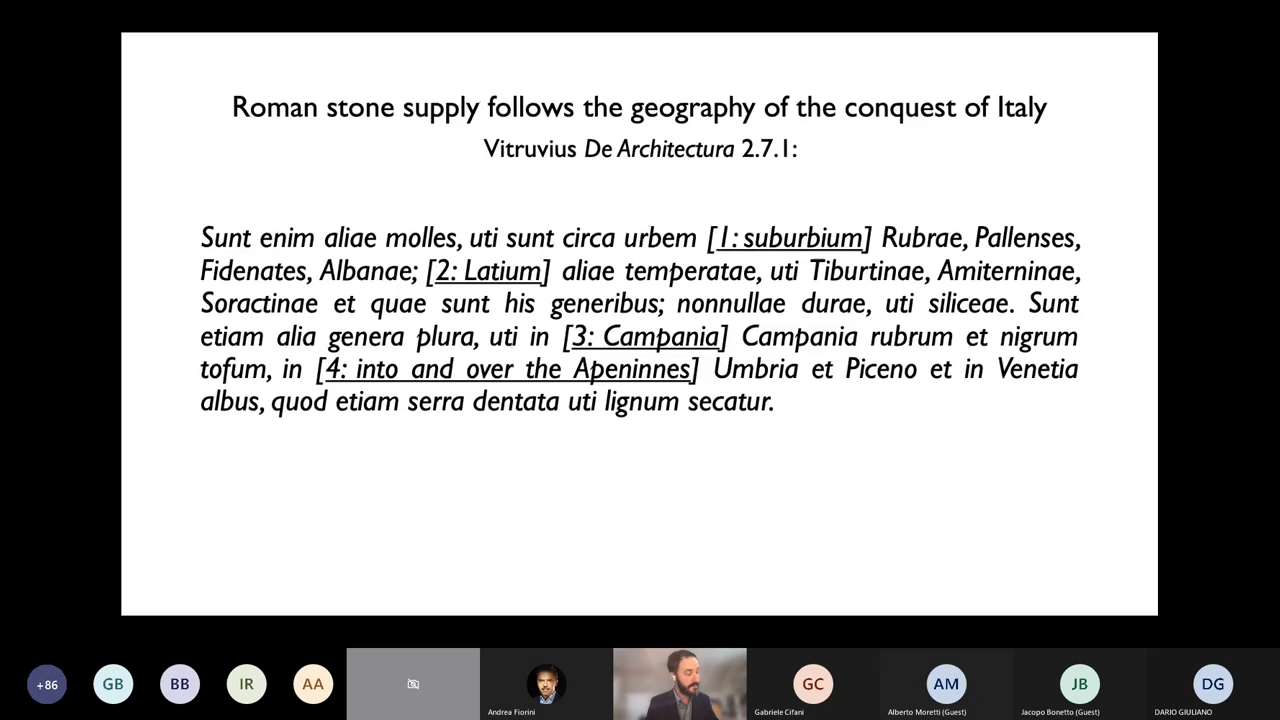 Roman stone supply follows the geography of the conquest of Italy
Vitruvius De Architectura 2.7.1:
Sunt enim aliae molles, uti sunt circa urbem [1: suburbium] Rubrae, Pallenses,
Fidenates, Albanae; [2: Latium] aliae temperatae, uti Tiburtinae, Amiterninae,
Soractinae et quae sunt his generibus; nonnullae durae, uti siliceae. Sunt
etiam alia genera plura, uti in [3: Campania] Campania rubrum et nigrum
tofum, in [4: into and over the Apeninnes] Umbria et Piceno et in Venetia
albus, quod etiam serra dentata uti lignum secatur.
+86
GB
BB
IR
AA
Andrea Fiorini
GC
Gabriele Cifani
AM
Alberto Moretti (Guest)
JB
Jacopo Bonetto (Guest)
DG
DARIO GIULIANO